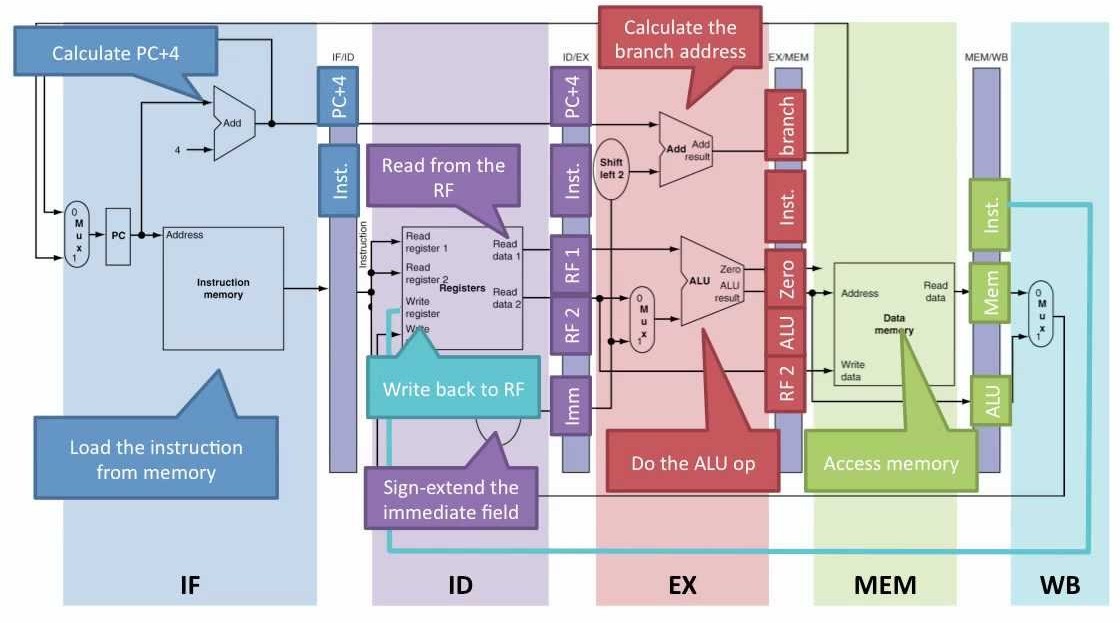 Calculate PC+4
Calculate the
branch address
IF/ID
ID/EX
EX/MEM
MEM/WB
PC+4
PC+4
branch
Add
4
Add
Add
result
Shift
left 2
Inst.
Inst.
Inst.
Inst.
Read from the
RF
0
M
u
x
1
PC
Address
Instruction
memory
Instruction
Read
register 1
Read
register 2
Registers
Write
register
Write
Read
data 1
Read
data 2
RF 1
RF 2
Imm
0
M
u
x
1
ALU
Zero
ALU
result
Zero
ALU
RF 2
Address
Read
data
Data
memory
Write
data
Mem
ALU
0
M
u
x
1
Write back to RF
Load the instruction
from memory
Sign-extend the
immediate field
Do the ALU op
Access memory
IF
ID
EX
MEM
WB